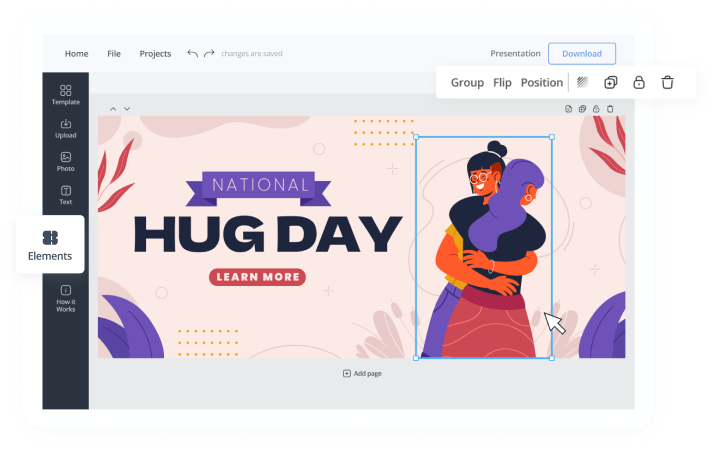 Home File Projects changes are saved Presentation Download
Group Flip Position
Template
Upload
Photo
Text
Elements
How it
Works
NATIONAL
HUG DAY
LEARN MORE
Add page